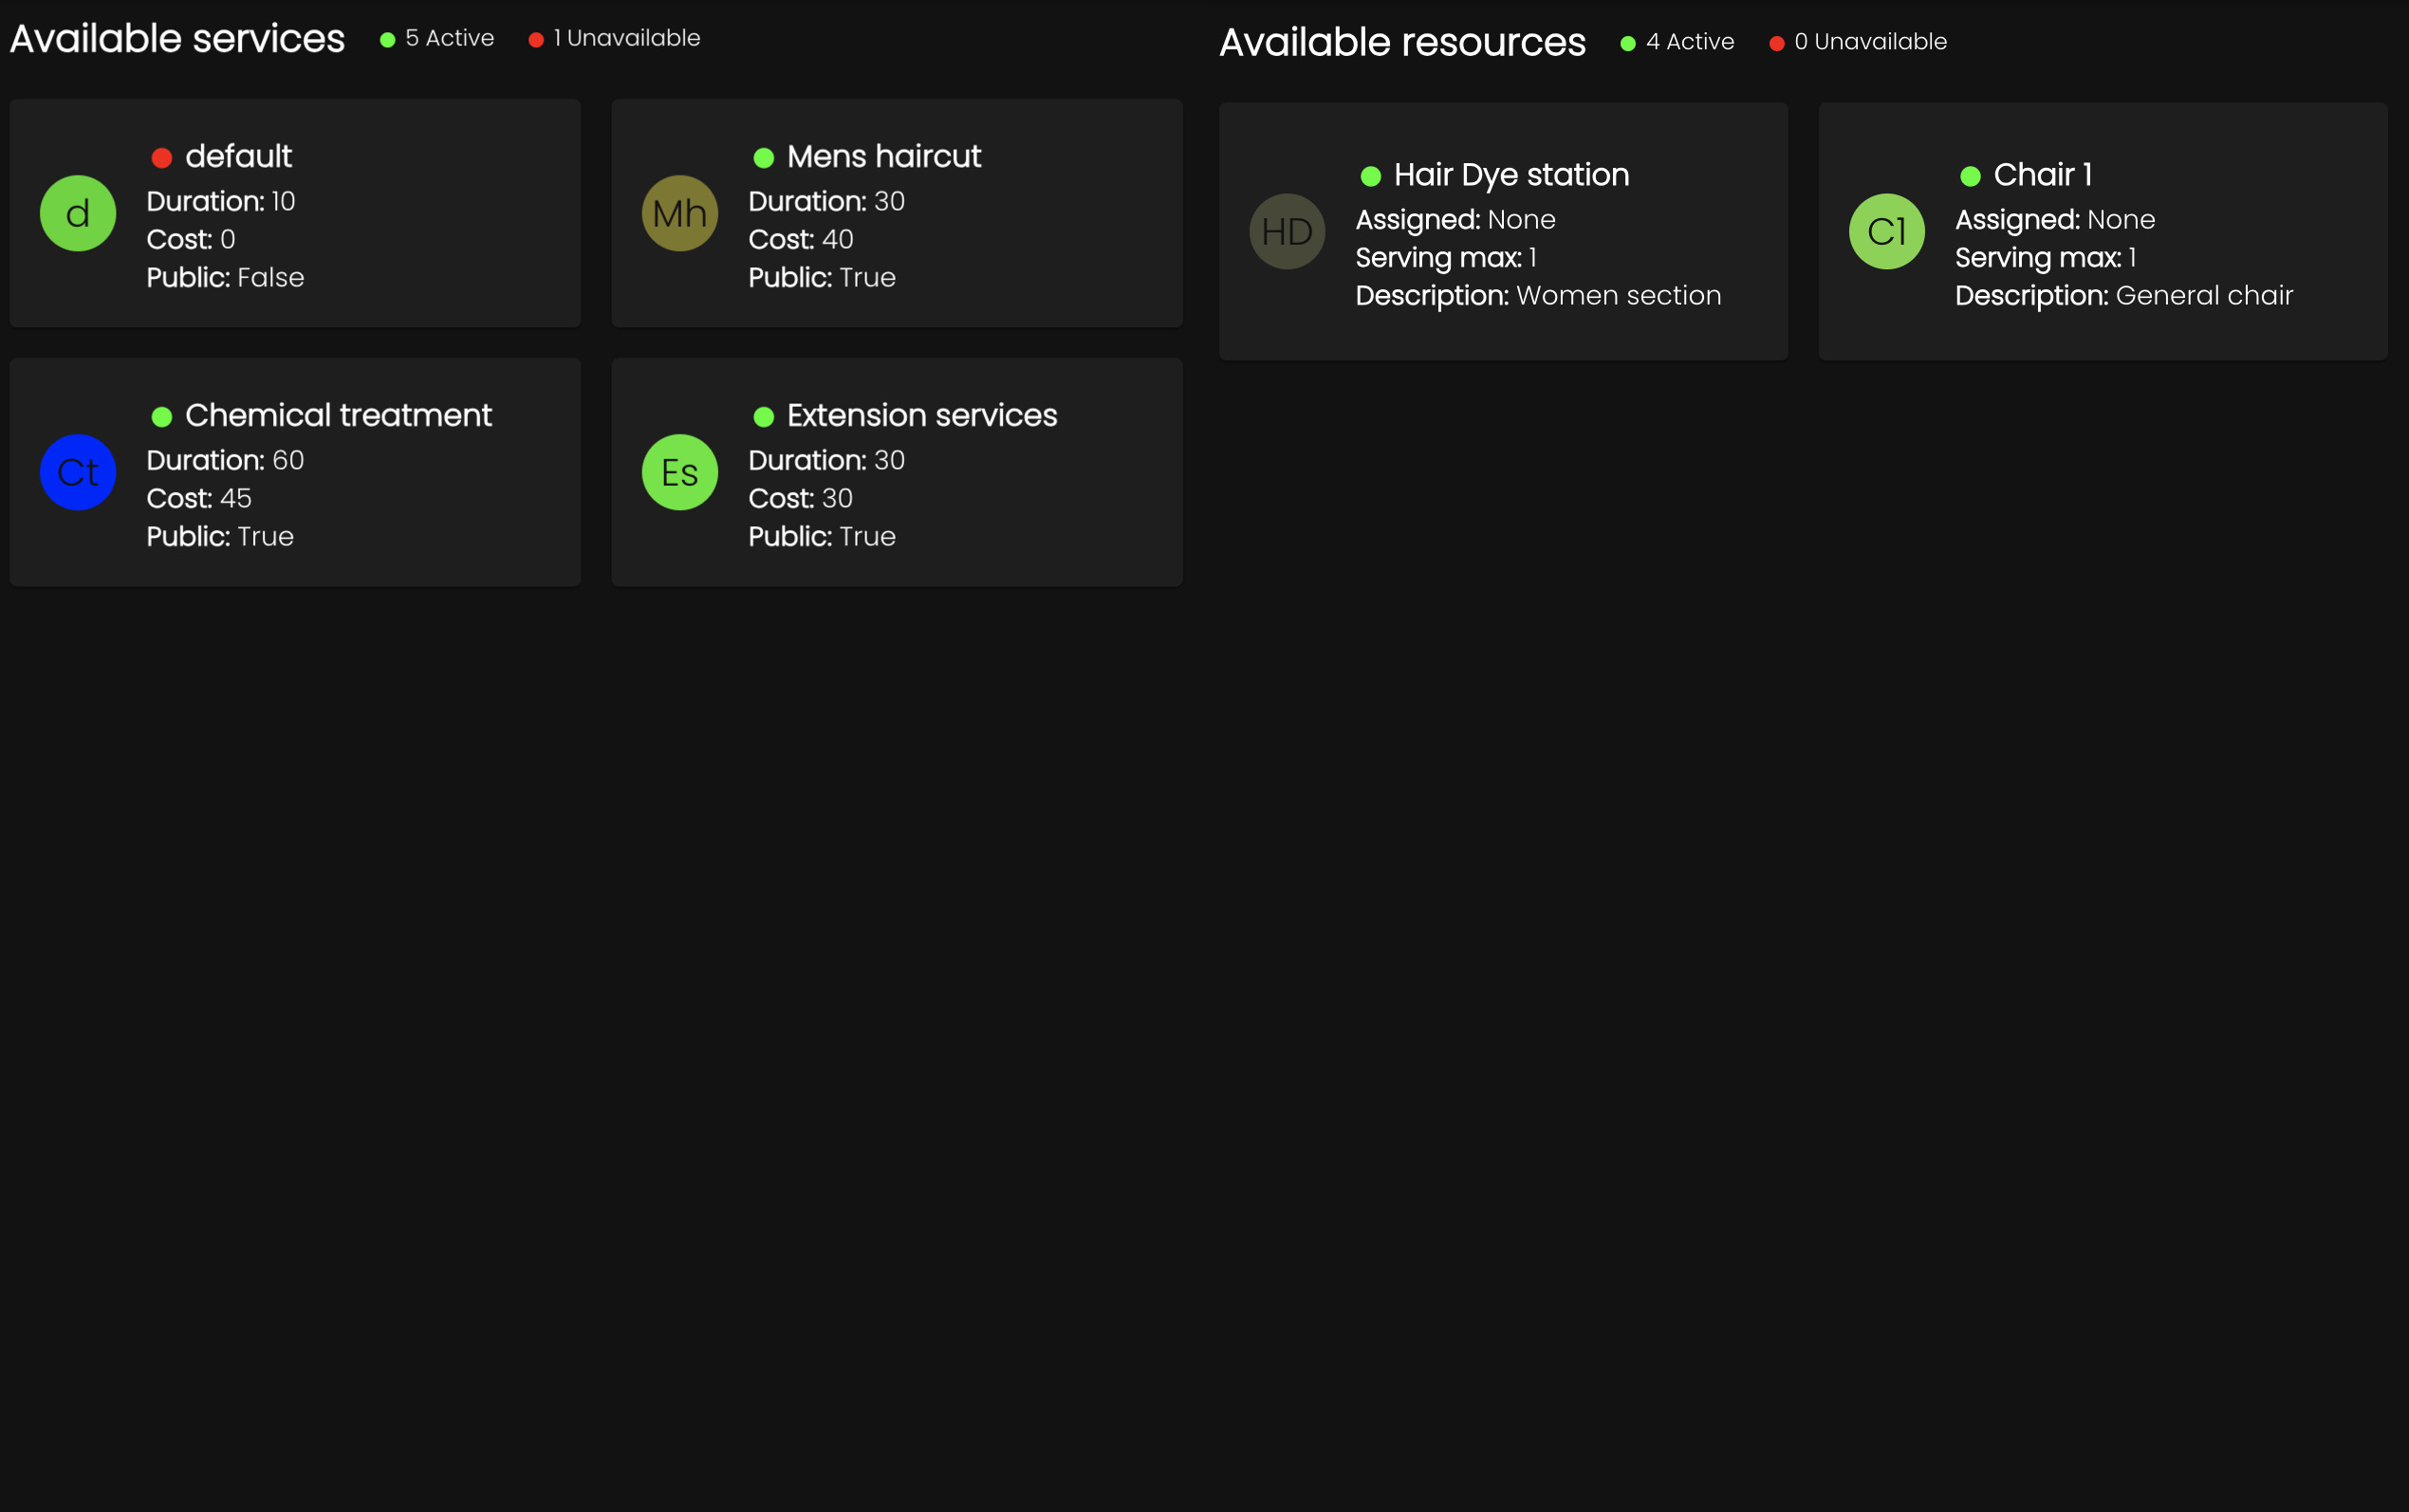 Available services
5 Active
1 Unavailable
d
default
Duration: 10
Cost: 0
Public: False
Mh
Mens haircut
Duration: 30
Cost: 40
Public: True
Ct
Chemical treatment
Duration: 60
Cost: 45
Public: True
Es
Extension services
Duration: 30
Cost: 30
Public: True
Available resources
4 Active
0 Unavailable
HD
Hair Dye station
Assigned: None
Serving max: 1
Description: Women section
C1
Chair 1
Assigned: None
Serving max: 1
Description: General chair